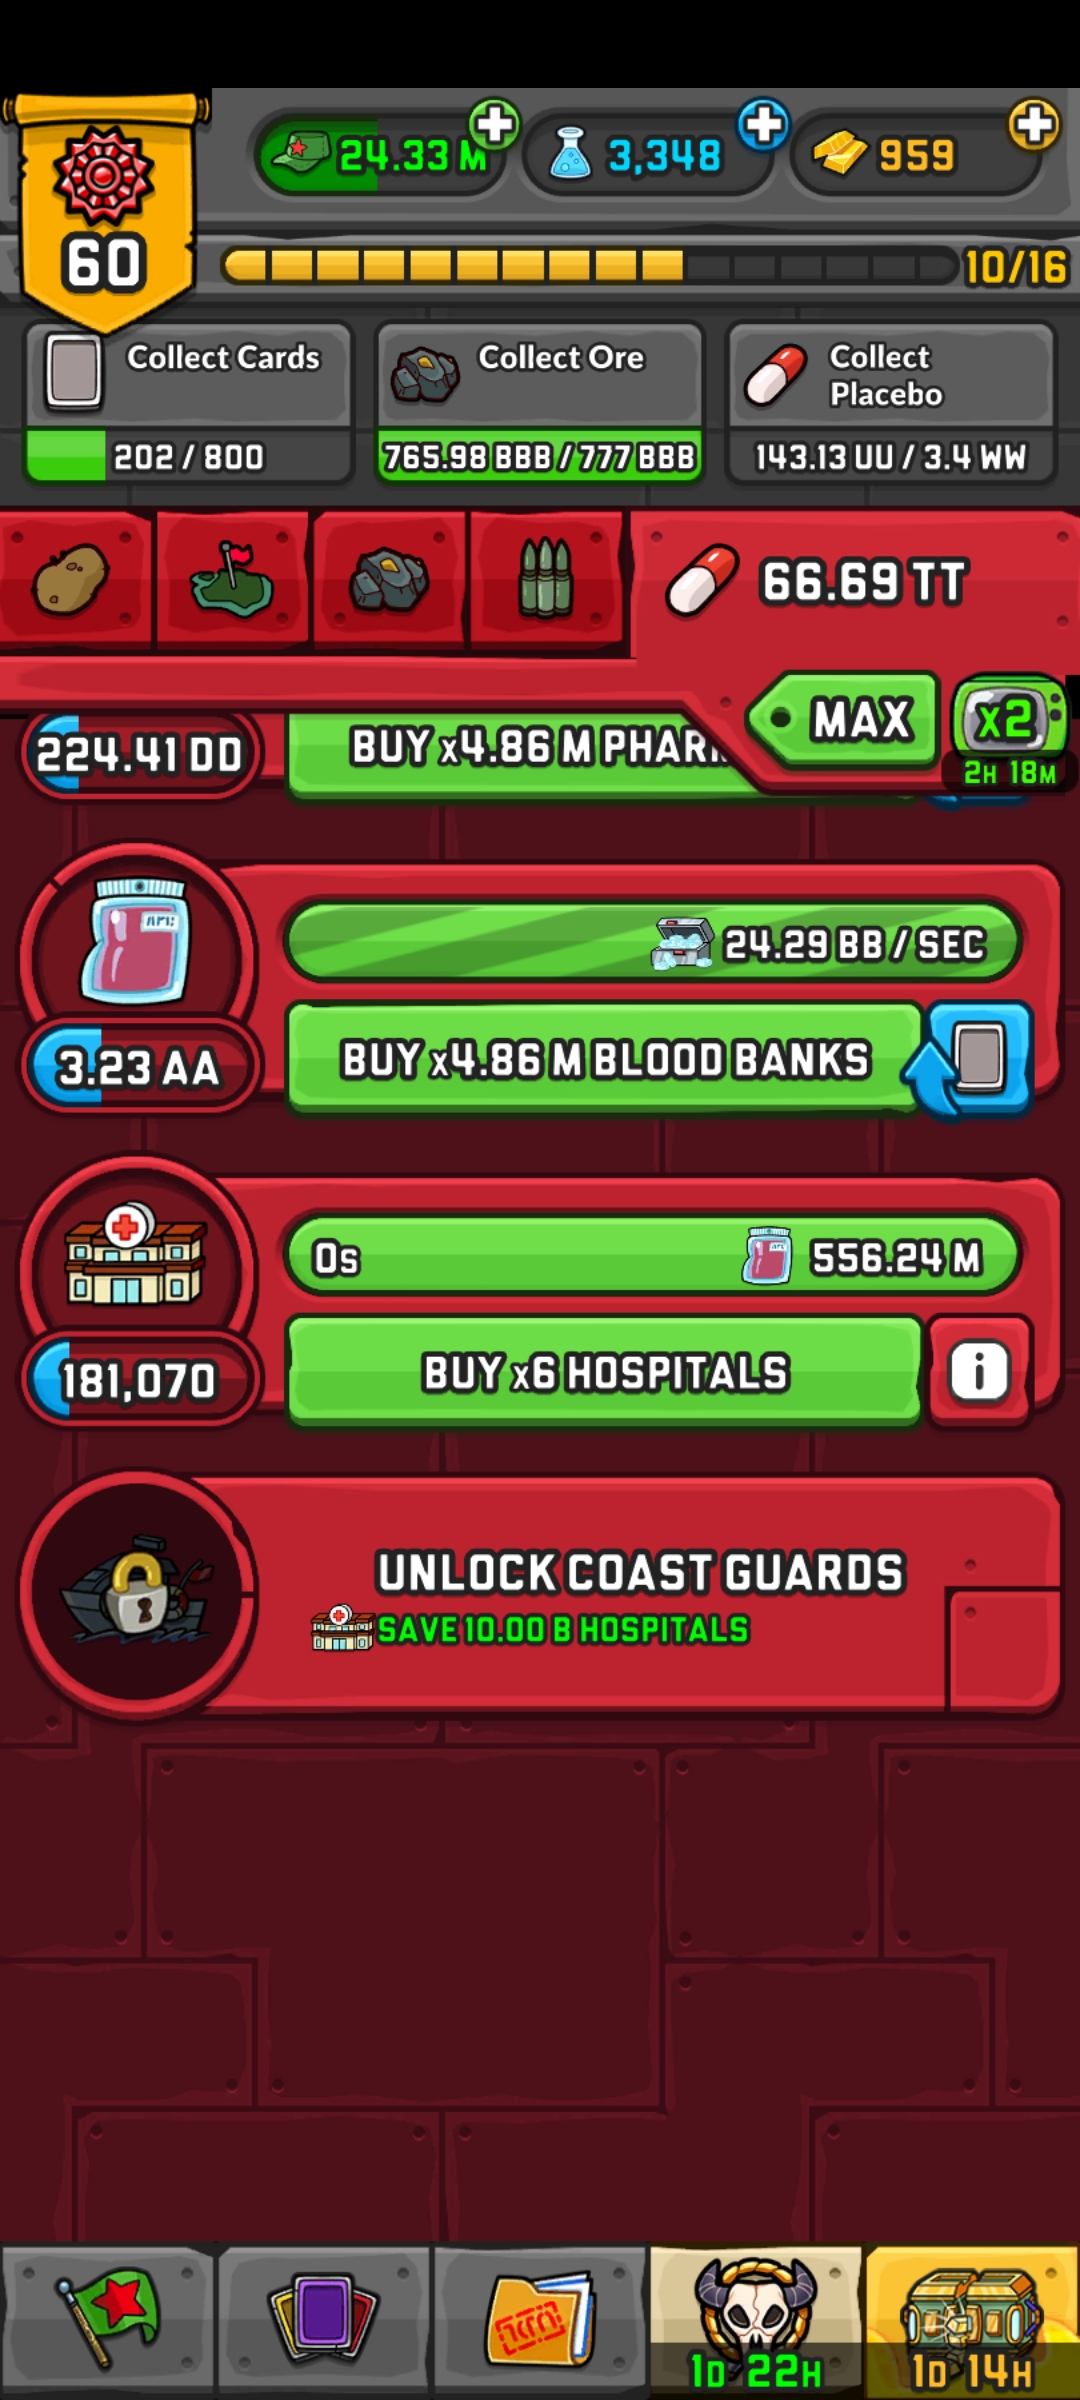 24.33 M
3,348
959
60
10/16
Collect Cards
Collect Ore
Collect
Placebo
202 / 800
765.98 BBB / 777 BBB
143.13 UU / 3.4 WW
66.69 TT
MAX
x2
2H 18M
224.41 DD
BUY x4.86 M
24.29 BB / SEC
3.23 AA
BUY x4.86 M BLOOD BANKS
0s
556.24 M
181,070
BUY x6 HOSPITALS
i
UNLOCK COAST GUARDS
SAVE 10.00 B HOSPITALS
1D 22H
1D 14H